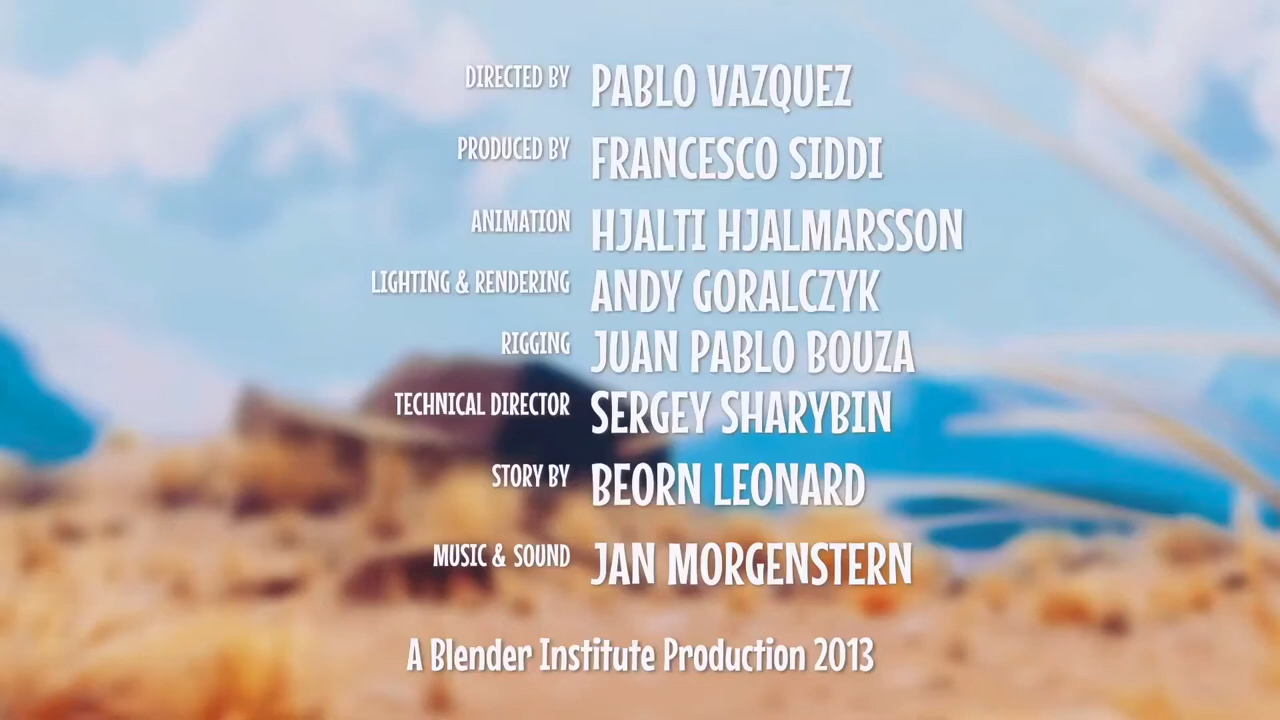 DIRECTED BY PABLO VAZQUEZ
PRODUCED BY FRANCESCO SIDDI
ANIMATION HJALTI HJALMARSSON
LIGHTING & RENDERING ANDY GORALCZYK
RIGGING JUAN PABLO BOUZA
TECHNICAL DIRECTOR SERGEY SHARYBIN
STORY BY BEORN LEONARD
MUSIC & SOUND JAN MORGENSTERN
A Blender Institute Production 2013